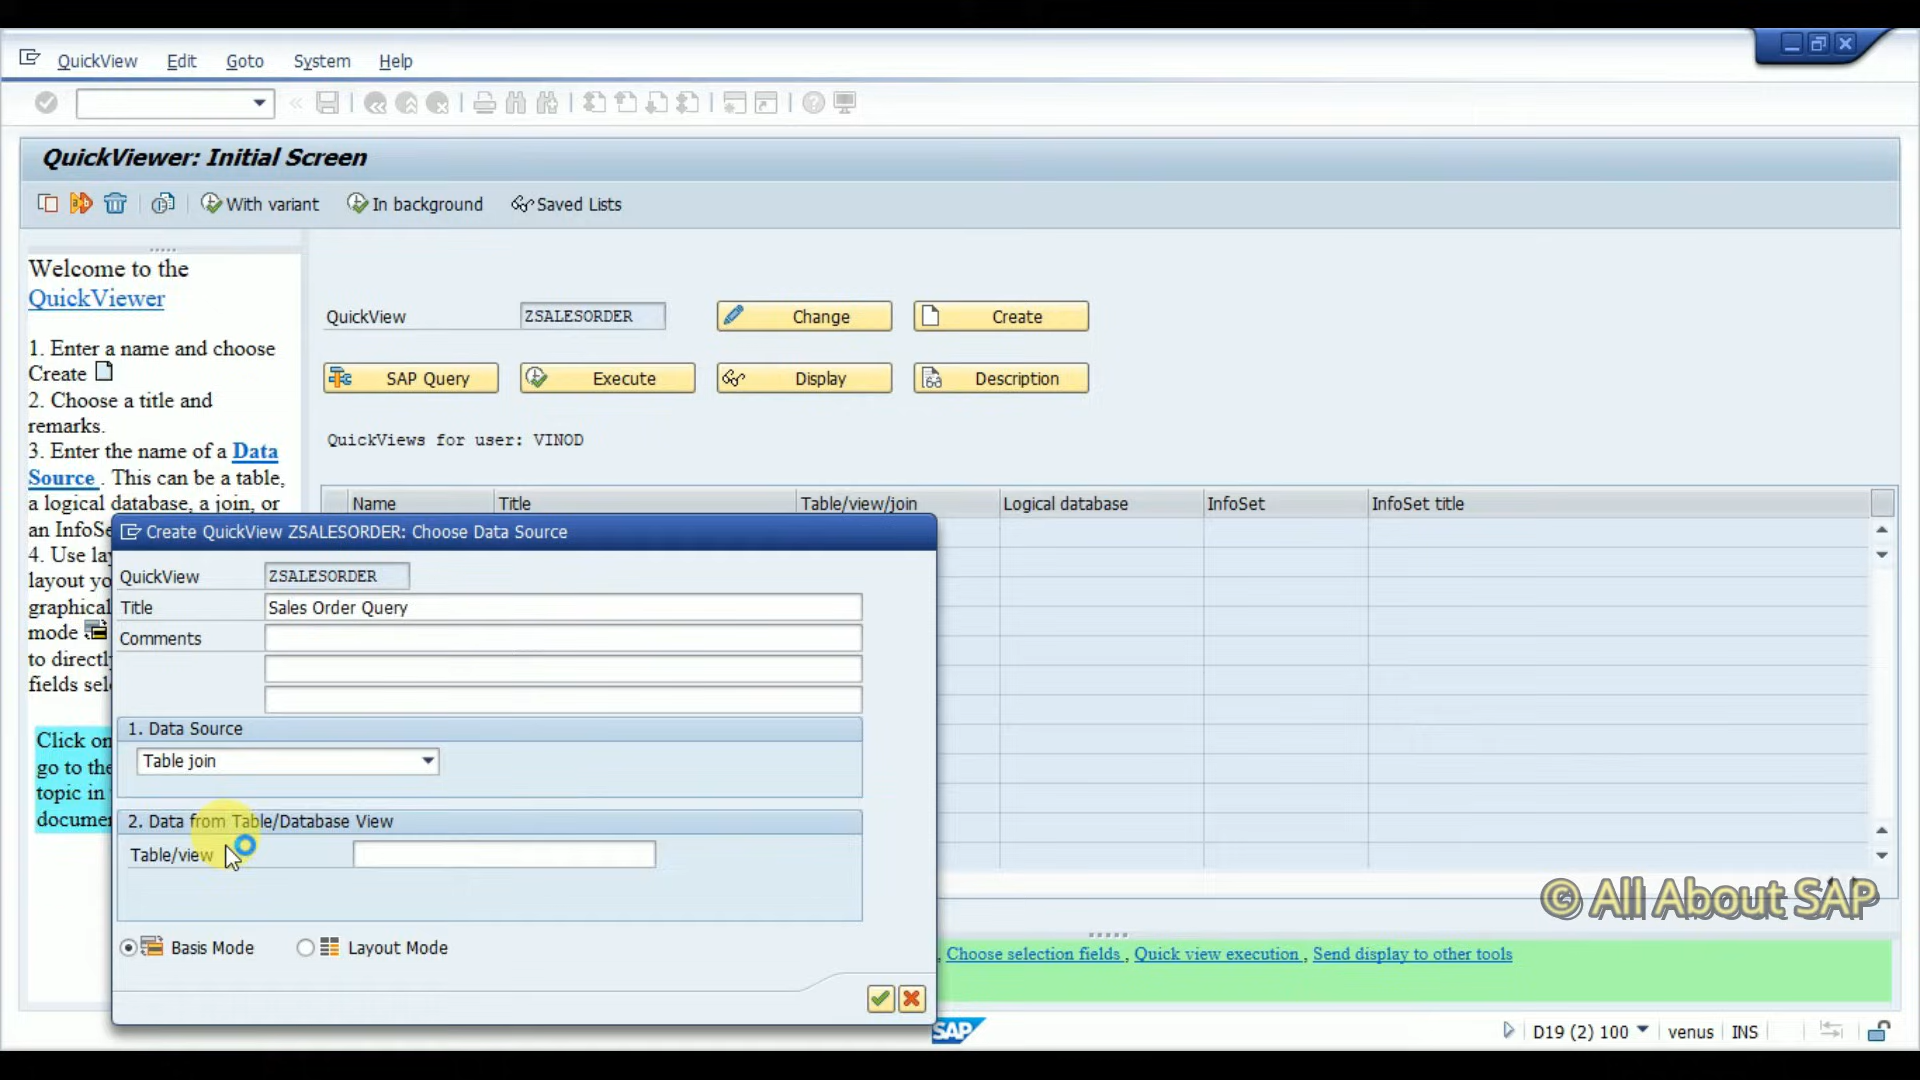 QuickView Edit Goto System Help
QuickViewer: Initial Screen
With variant In background Saved Lists
Welcome to the
QuickViewer
1. Enter a name and choose
Create
2. Choose a title and
remarks.
3. Enter the name of a Data
Source . This can be a table,
a logical database, a join, or
an InfoSe
4. Use lay
layout yo
graphical
mode
to directly
fields sel
Click on
go to the
topic in
documen
QuickView ZSALESORDER Change Create
SAP Query Execute Display Description
QuickViews for user: VINOD
Name Title Table/view/join Logical database InfoSet InfoSet title
Create QuickView ZSALESORDER: Choose Data Source
QuickView ZSALESORDER
Title Sales Order Query
Comments
1. Data Source
Table join
2. Data from Table/Database View
Table/view
Basis Mode Layout Mode
, Choose selection fields , Quick view execution , Send display to other tools
© All About SAP
SAP
D19 (2) 100 venus INS